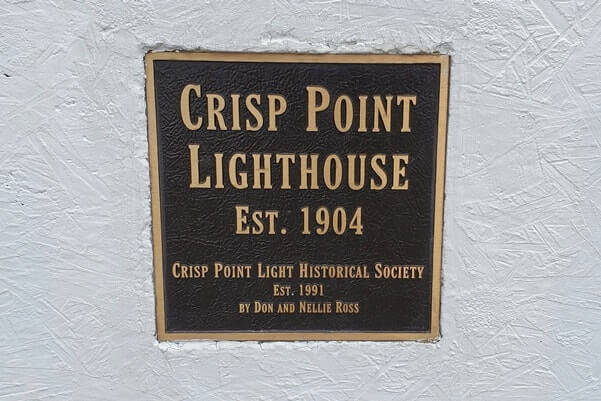 Crisp Point
Lighthouse
Est. 1904
Crisp Point Light Historical Society
Est. 1991
by Don and Nellie Ross